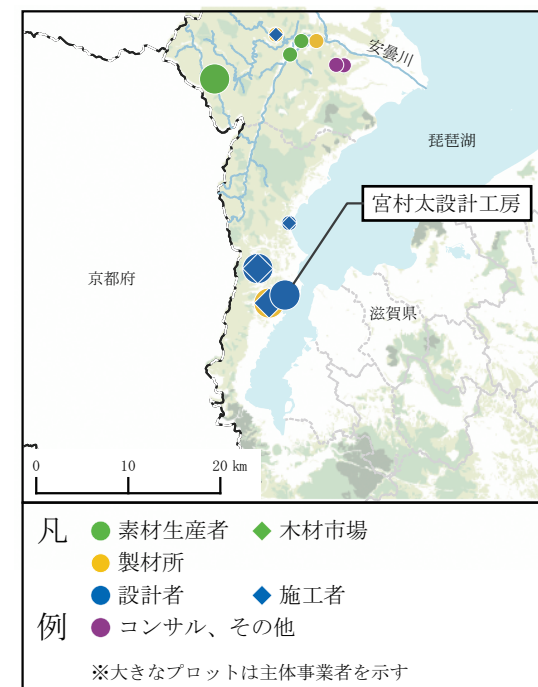 安曇川
琵琶湖
宮村太設計工房
京都府
滋賀県
0 10 20 km
凡例
素材生産者 木材市場
製材所
設計者 施工者
コンサル、その他
※大きなプロットは主体事業者を示す